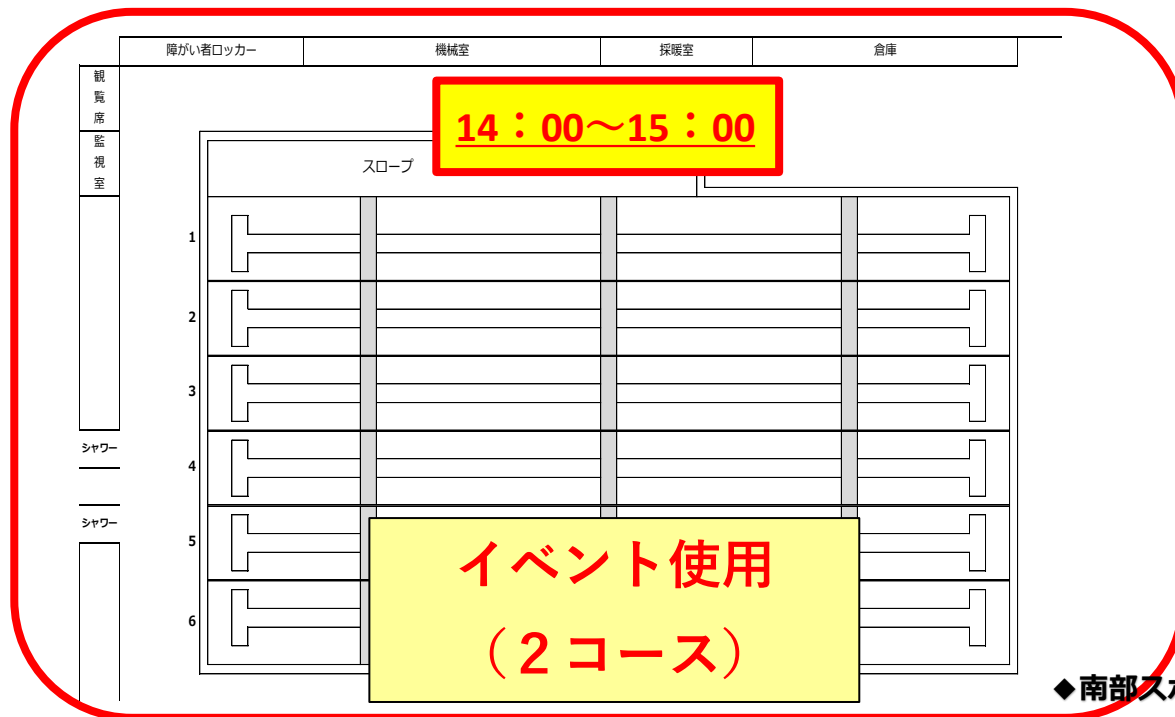 障がい者ロッカー 機械室 採暖室 倉庫
観覧席
監視室
14：00～15：00
スロープ
1
2
3
シャワー
4
シャワー
5
イベント使用
6
（２コース）
◆南部スポ